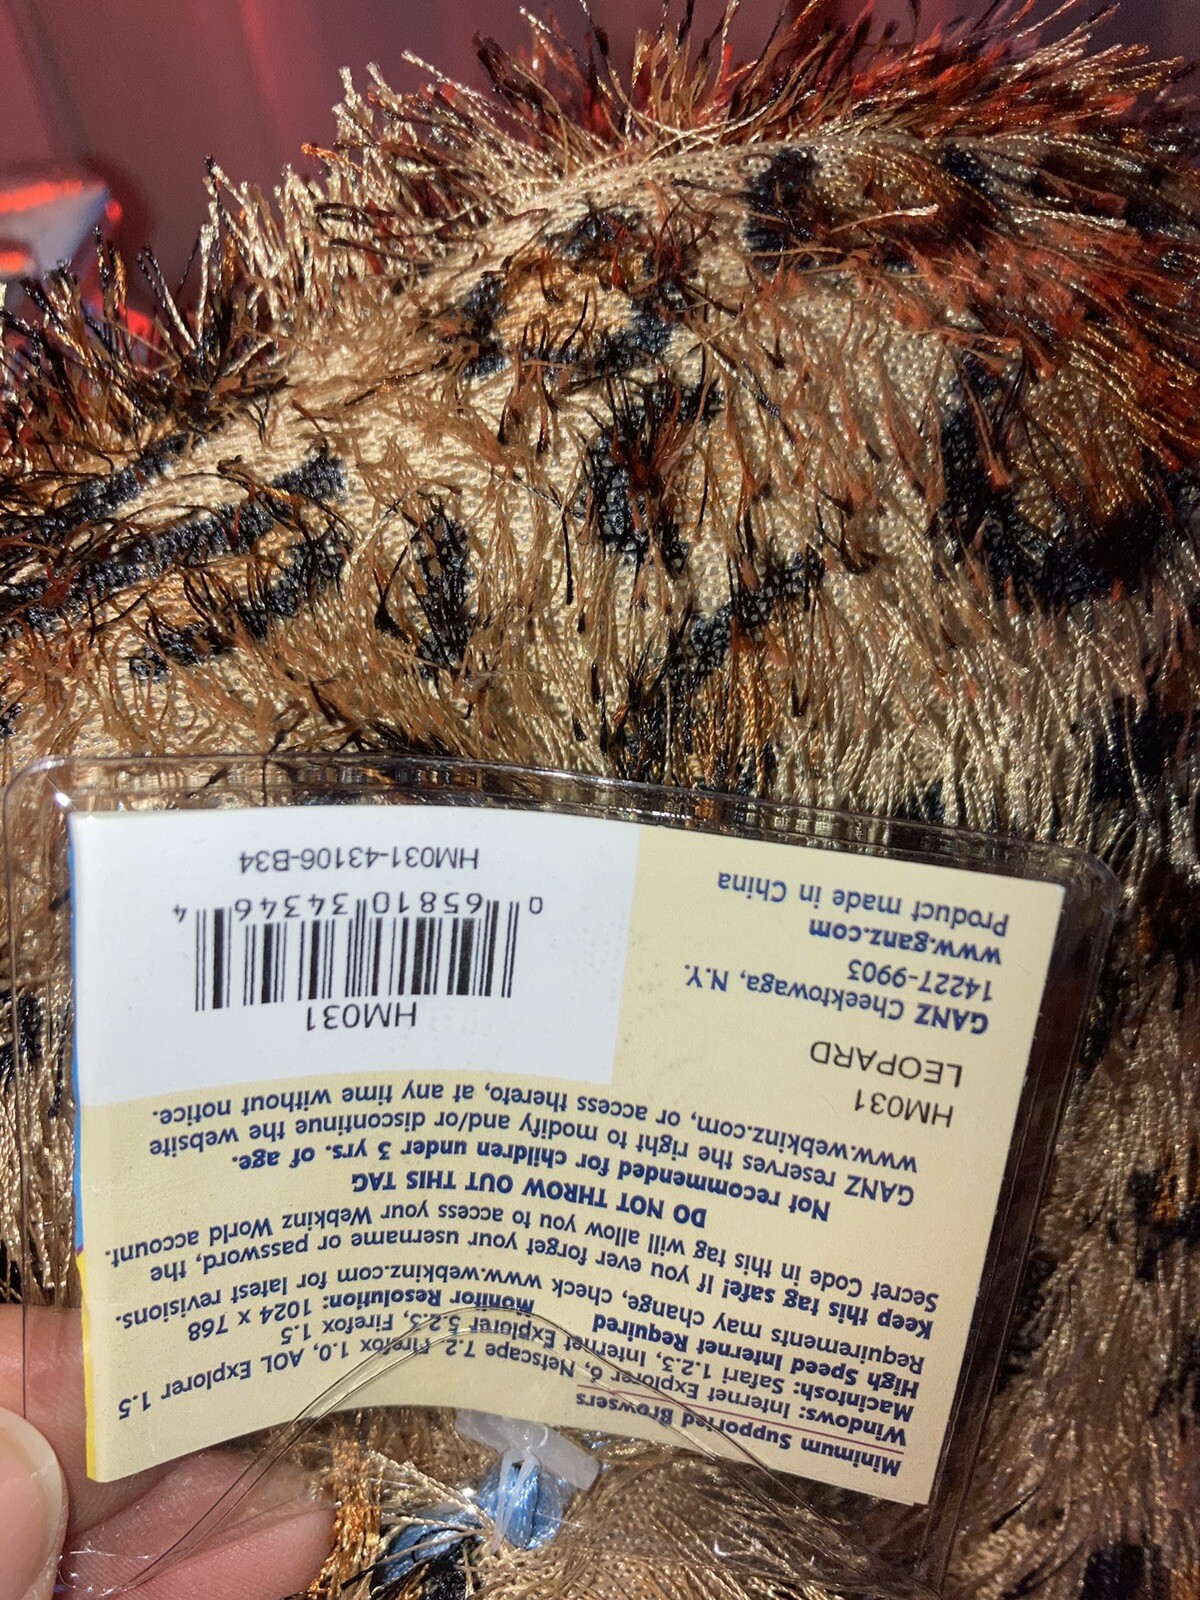 Minimum Supported Browsers
Windows: Internet Explorer 6, Netscape 7.2, Firefox 1.0, AOL Explorer 1.5
Macintosh: Safari 1.2.3, Internet Explorer 5.2.3, Firefox 1.5
High Speed Internet Required Monitor Resolution: 1024 x 768
Requirements may change, check www.webkinz.com for latest revisions.
Keep this tag safe! If you ever forget your username or password, the
Secret Code in this tag will allow you to access your Webkinz World account.
DO NOT THROW OUT THIS TAG
Not recommended for children under 3 yrs. of age.
GANZ reserves the right to modify and/or discontinue the website
www.webkinz.com, or access thereto, at any time without notice.
HM031
LEOPARD
GANZ Cheektowaga, N.Y.
14227-9903
www.ganz.com
Product made in China
HM031
0 65810 34346 4
HM031-43106-B34